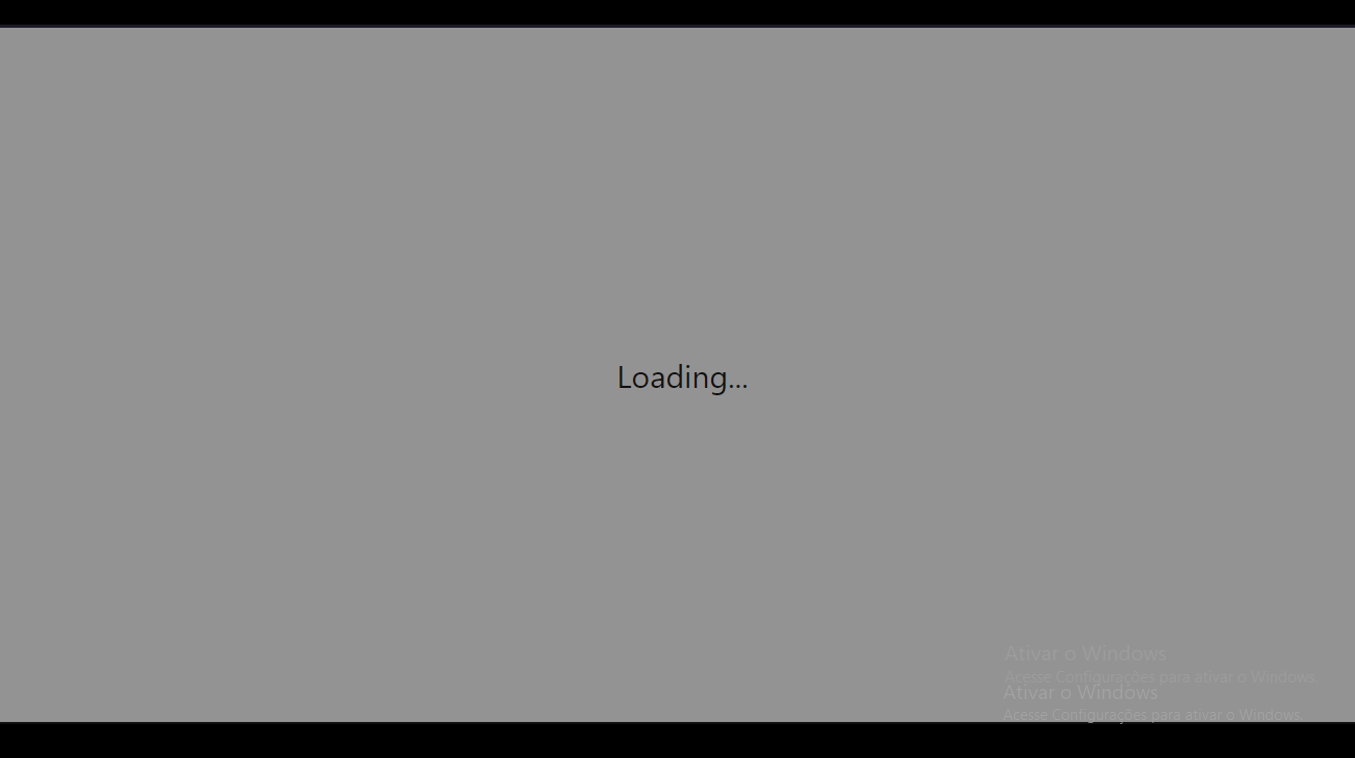 Loading...
Ativar o Windows
Acesse Configurações para ativar o Windows.
Ativar o Windows
Acesse Configurações para ativar o Windows.